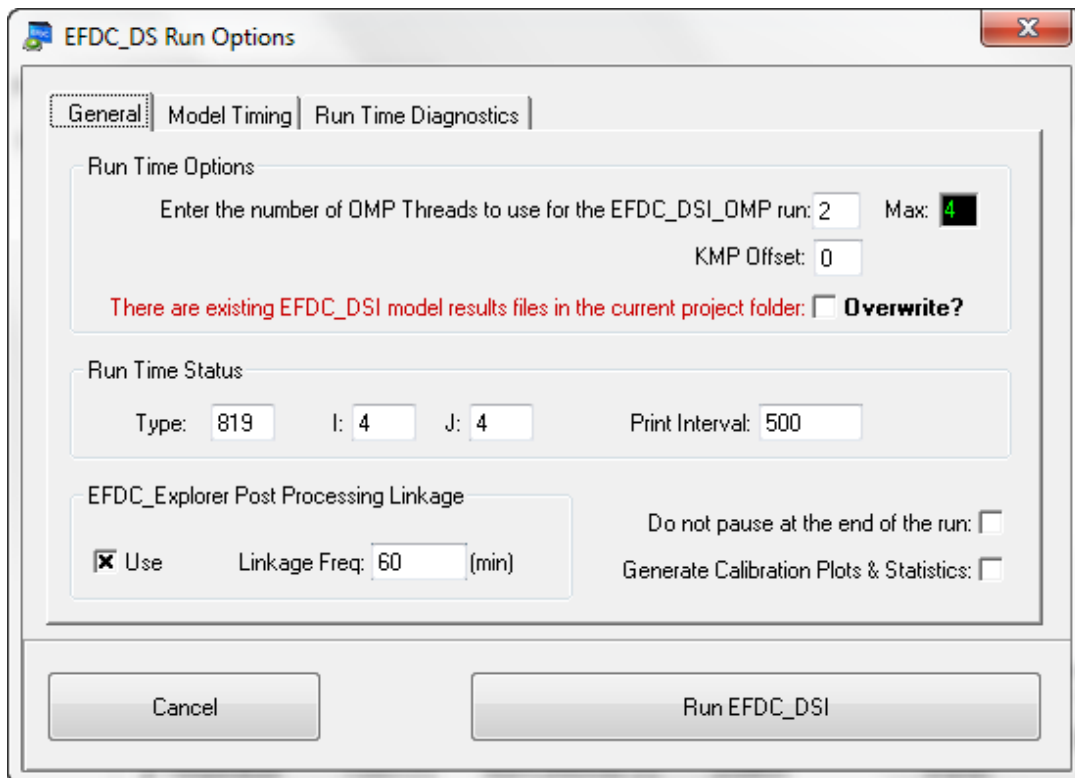 EFDC_DS Run Options
General Model Timing Run Time Diagnostics
Run Time Options
Enter the number of OMP Threads to use for the EFDC_DSI_OMP run: 2 Max: 4
KMP Offset: 0
There are existing EFDC_DSI model results files in the current project folder: Overwrite?
Run Time Status
Type: 819 I: 4 J: 4 Print Interval: 500
EFDC_Explorer Post Processing Linkage
Use Linkage Freq: 60 (min)
Do not pause at the end of the run:
Generate Calibration Plots & Statistics:
Cancel Run EFDC_DSI